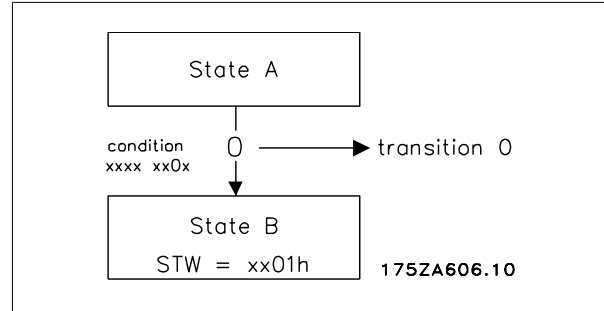 State A
condition
xxxx xx0x
0
transition 0
State B
STW = xx01h
175ZA606.10